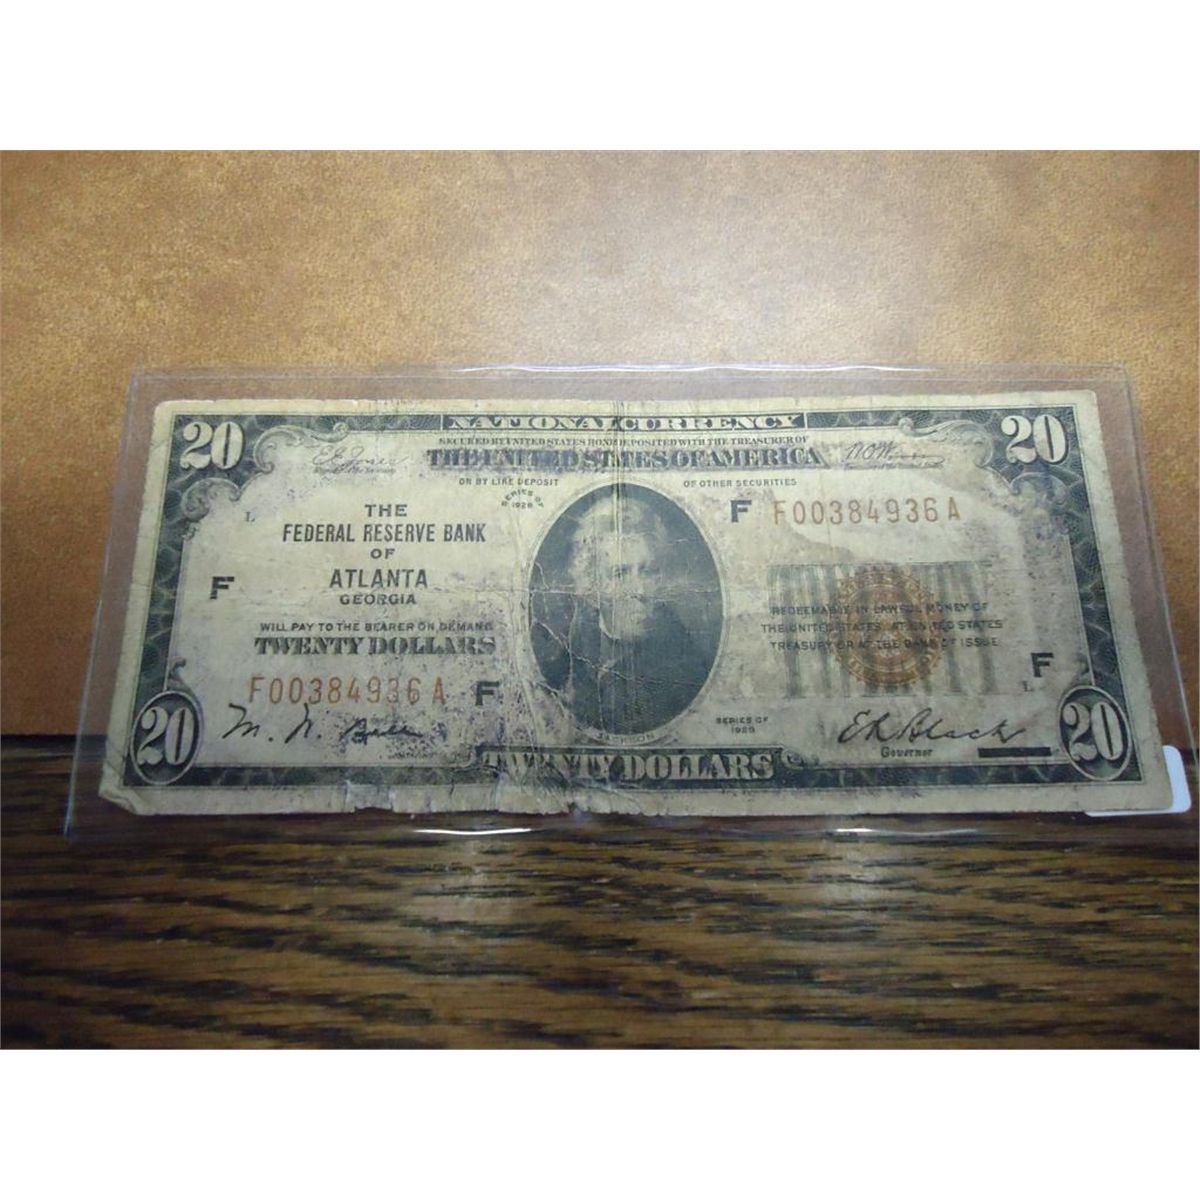 NATIONAL CURRENCY
SECURED BY UNITED STATES BONDS DEPOSITED WITH THE TREASURER OF
THE UNITED STATES OF AMERICA
OR BY LIKE DEPOSIT OF OTHER SECURITIES
20
20
SERIES OF
1929
L
THE
FEDERAL RESERVE BANK
OF
ATLANTA
GEORGIA
F
F F00384936A
WILL PAY TO THE BEARER ON DEMAND
TWENTY DOLLARS
REDEEMABLE IN LAWFUL MONEY OF
THE UNITED STATES AT UNITED STATES
TREASURY OR AT THE BANK OF ISSUE
F
L
F00384936A F
JACKSON
SERIES OF
1929
Governor
20
20
TWENTY DOLLARS